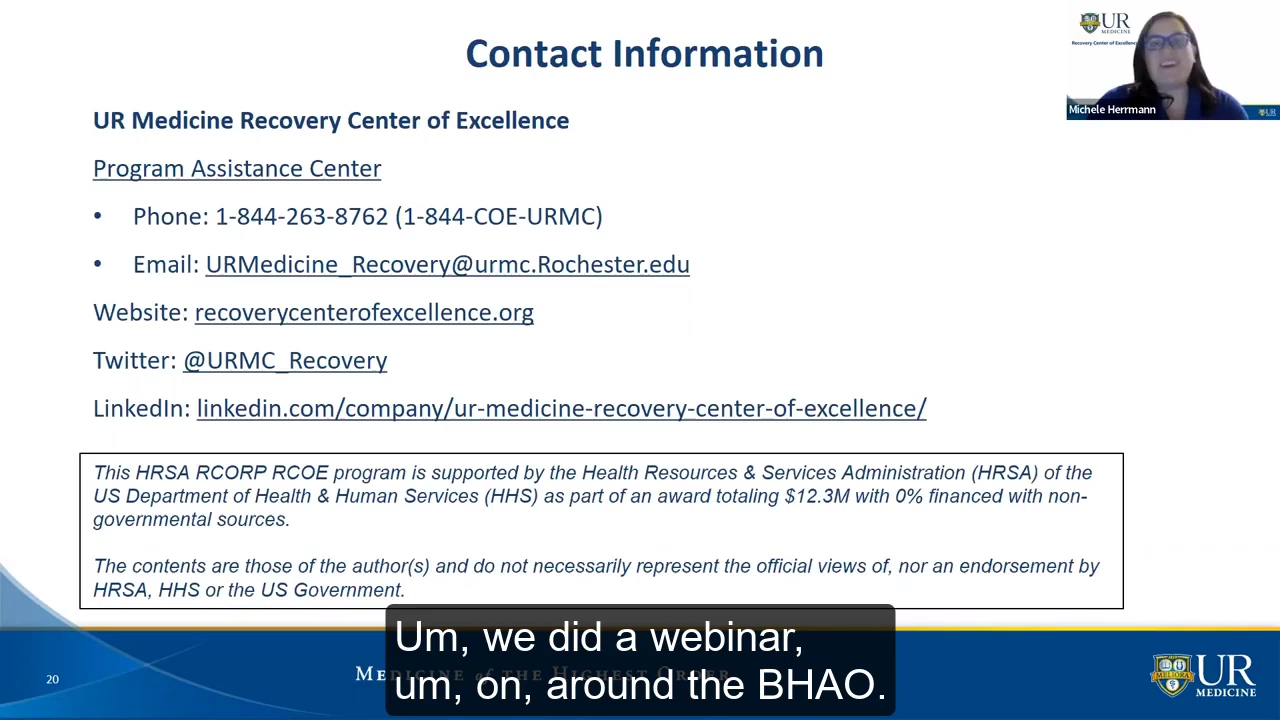 Contact Information
UR
MEDICINE
Recovery Center of Excellence
Michele Herrmann
UR
UR Medicine Recovery Center of Excellence
Program Assistance Center
• Phone: 1-844-263-8762 (1-844-COE-URMC)
• Email: URMedicine_Recovery@urmc.Rochester.edu
Website: recoverycenterofexcellence.org
Twitter: @URMC_Recovery
LinkedIn: linkedin.com/company/ur-medicine-recovery-center-of-excellence/
This HRSA RCORP RCOE program is supported by the Health Resources & Services Administration (HRSA) of the
US Department of Health & Human Services (HHS) as part of an award totaling $12.3M with 0% financed with non-
governmental sources.
The contents are those of the author(s) and do not necessarily represent the official views of, nor an endorsement by
HRSA, HHS or the US Government.
Um, we did a webinar,
um, on, around the BHAO.
20
MEDICINE of THE HIGHEST ORDER
MELIORA
UR
MEDICINE